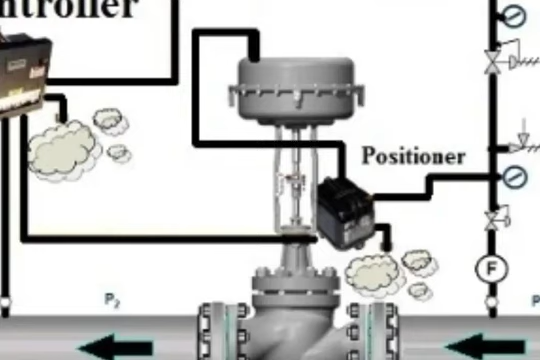 ntroller
Positioner
F
P₂
P